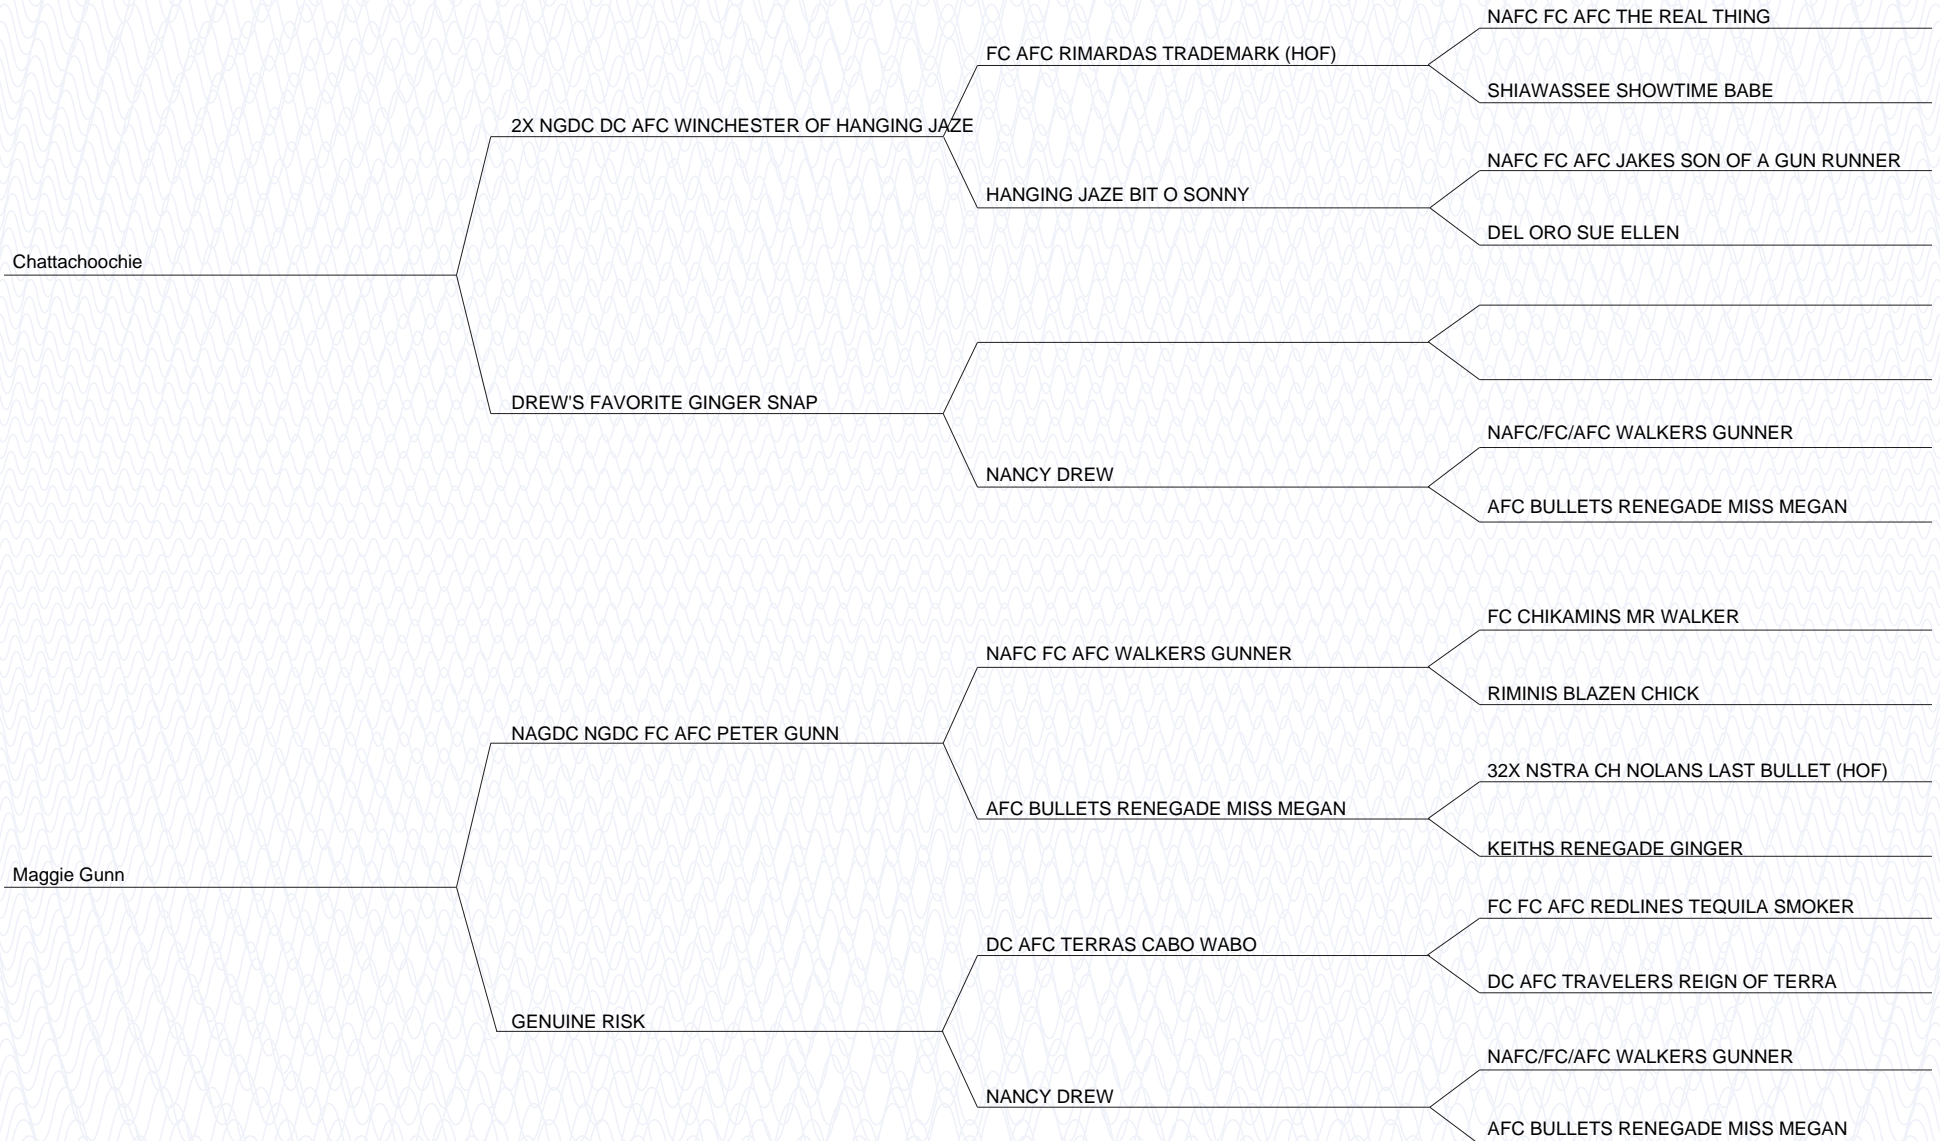 NAFC FC AFC THE REAL THING
FC AFC RIMARDAS TRADEMARK (HOF)
SHIAWASSEE SHOWTIME BABE
2X NGDC DC AFC WINCHESTER OF HANGING JAZE
NAFC FC AFC JAKES SON OF A GUN RUNNER
HANGING JAZE BIT O SONNY
DEL ORO SUE ELLEN
Chattachoochie
DREW'S FAVORITE GINGER SNAP
NAFC/FC/AFC WALKERS GUNNER
NANCY DREW
AFC BULLETS RENEGADE MISS MEGAN
FC CHIKAMINS MR WALKER
NAFC FC AFC WALKERS GUNNER
RIMINIS BLAZEN CHICK
NAGDC NGDC FC AFC PETER GUNN
32X NSTRA CH NOLANS LAST BULLET (HOF)
AFC BULLETS RENEGADE MISS MEGAN
KEITHS RENEGADE GINGER
Maggie Gunn
FC FC AFC REDLINES TEQUILA SMOKER
DC AFC TERRAS CABO WABO
DC AFC TRAVELERS REIGN OF TERRA
GENUINE RISK
NAFC/FC/AFC WALKERS GUNNER
NANCY DREW
AFC BULLETS RENEGADE MISS MEGAN